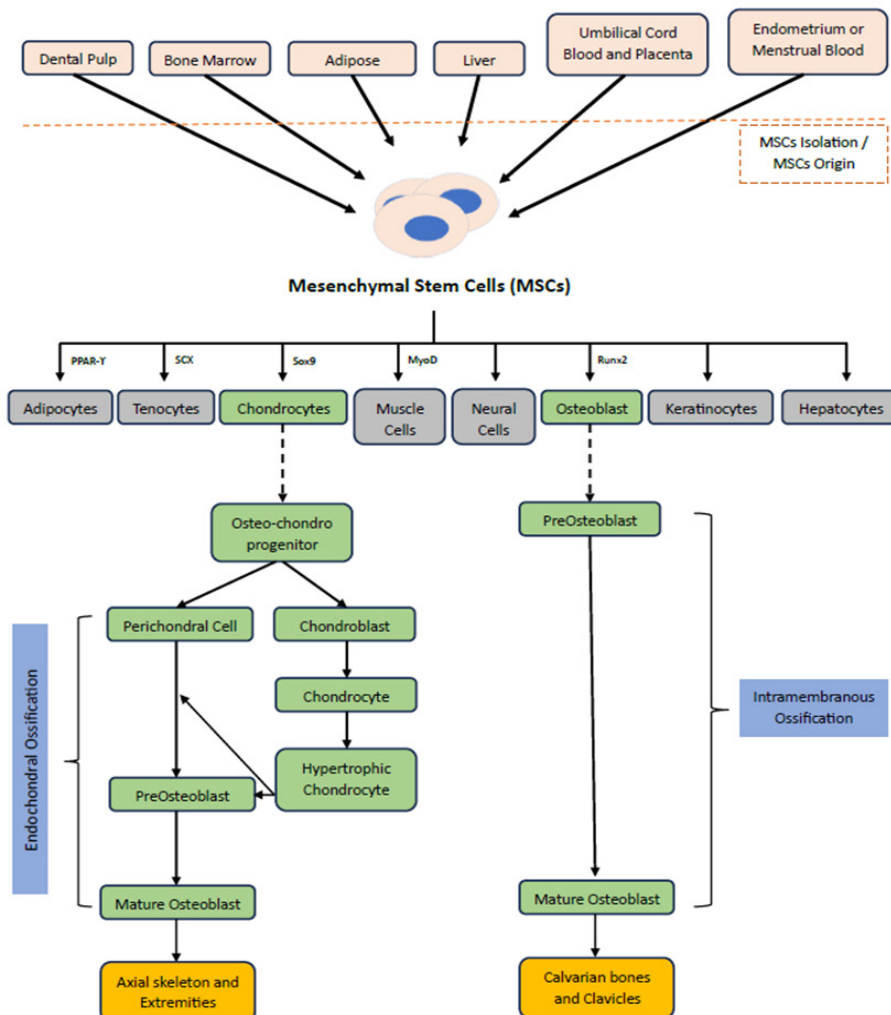 Dental Pulp
Bone Marrow
Adipose
Liver
Umbilical Cord
Blood and Placenta
Endometrium or
Menstrual Blood
MSCs Isolation /
MSCs Origin
Mesenchymal Stem Cells (MSCs)
PPAR-Y
SCX
Sox9
MyoD
Runx2
Adipocytes
Tenocytes
Chondrocytes
Muscle
Cells
Neural
Cells
Osteoblast
Keratinocytes
Hepatocytes
Osteo-chondro
progenitor
PreOsteoblast
Perichondral Cell
Chondroblast
Endochondral Ossification
Chondrocyte
Intramembranous
Ossification
Hypertrophic
Chondrocyte
PreOsteoblast
Mature Osteoblast
Mature Osteoblast
Axial skeleton and
Extremities
Calvarian bones
and Clavicles